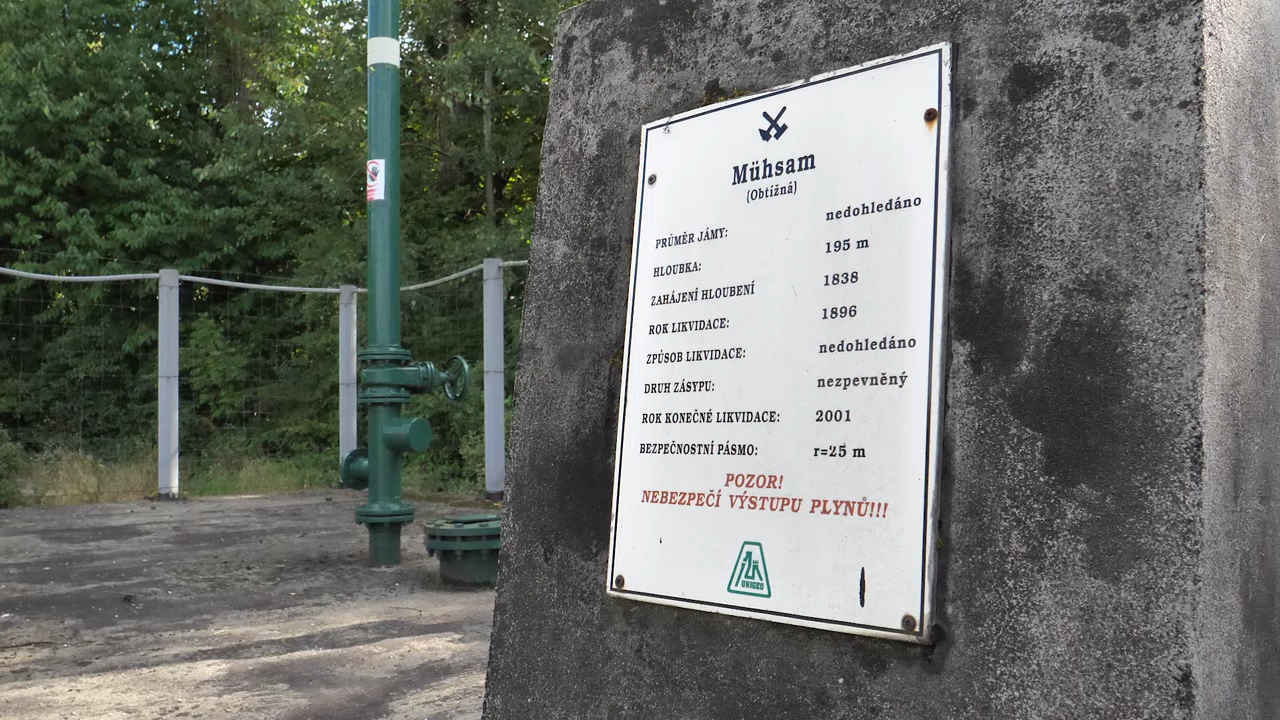 Mühsam
(Obtížná)
PRŮMĚR JÁMY: nedohledáno
HLOUBKA: 195 m
ZAHÁJENÍ HLOUBENÍ 1838
ROK LIKVIDACE: 1896
ZPŮSOB LIKVIDACE: nedohledáno
DRUH ZÁSYPU: nezpevněný
ROK KONEČNÉ LIKVIDACE: 2001
BEZPEČNOSTNÍ PÁSMO: r=25 m
POZOR!
NEBEZPEČÍ VÝSTUPU PLYNŮ!!!
UNIGEO